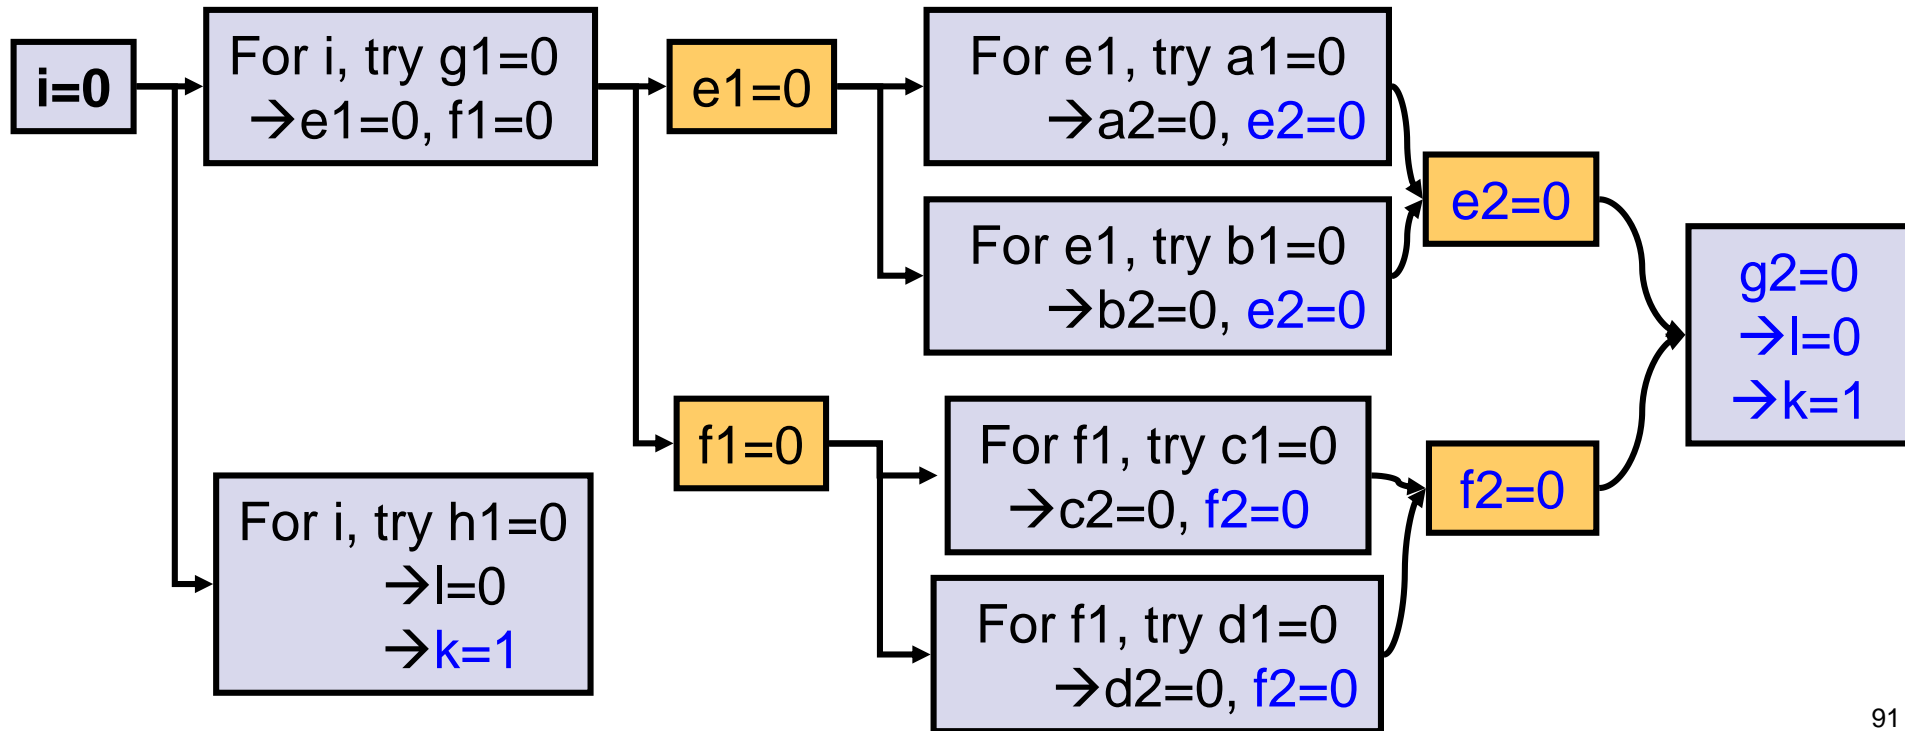 i=0
For i, try g1=0
→e1=0, f1=0
e1=0
For e1, try a1=0
→a2=0, e2=0
For e1, try b1=0
→b2=0, e2=0
e2=0
g2=0
→l=0
→k=1
f1=0
For f1, try c1=0
→c2=0, f2=0
For f1, try d1=0
→d2=0, f2=0
f2=0
For i, try h1=0
→l=0
→k=1
91